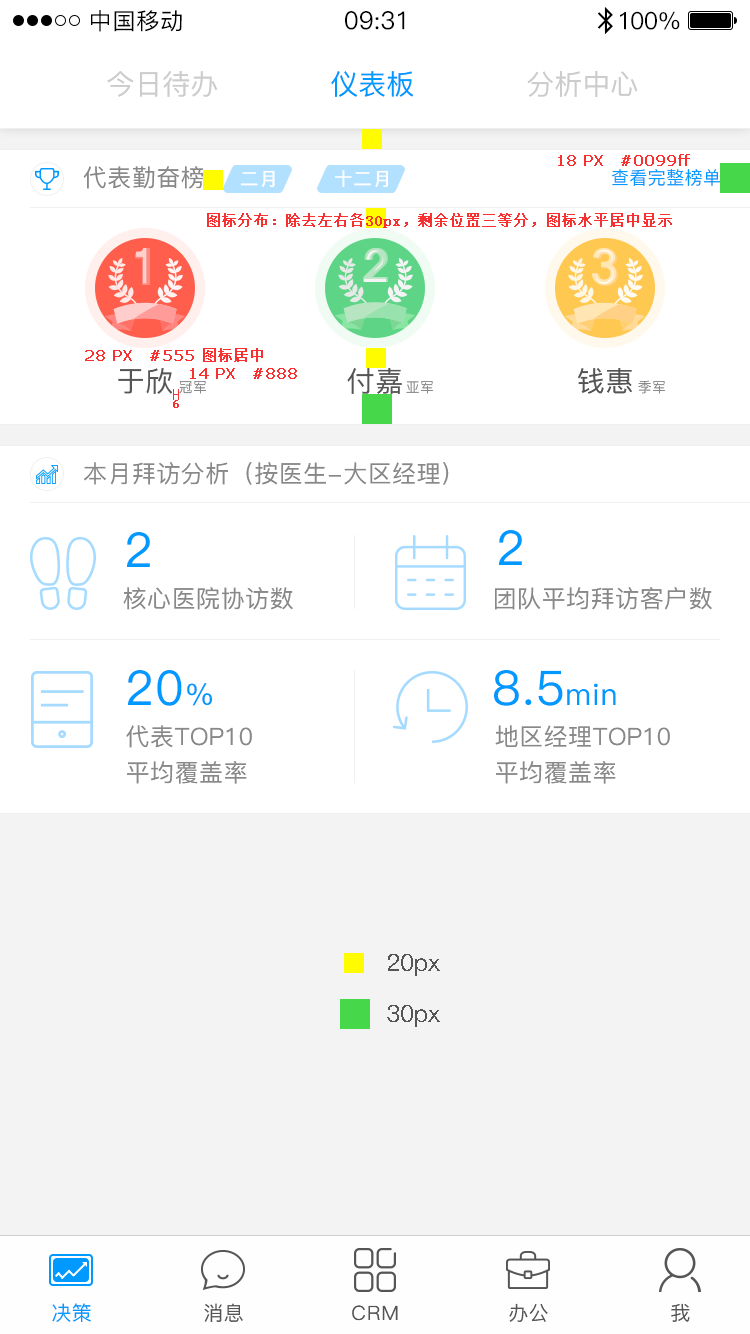 中国移动 09:31 100%
今日待办 仪表板 分析中心
18 PX #0099ff
代表勤奋榜 二月 十二月 查看完整榜单
图标分布：除去左右各30px，剩余位置三等分，图标水平居中显示
1 2 3
28 PX #555 图标居中
14 PX #888
于欣 冠军 付嘉 亚军 钱惠 季军
6
本月拜访分析（按医生-大区经理）
2 2
核心医院协访数 团队平均拜访客户数
20% 8.5min
代表TOP10 地区经理TOP10
平均覆盖率 平均覆盖率
20px
30px
决策 消息 CRM 办公 我